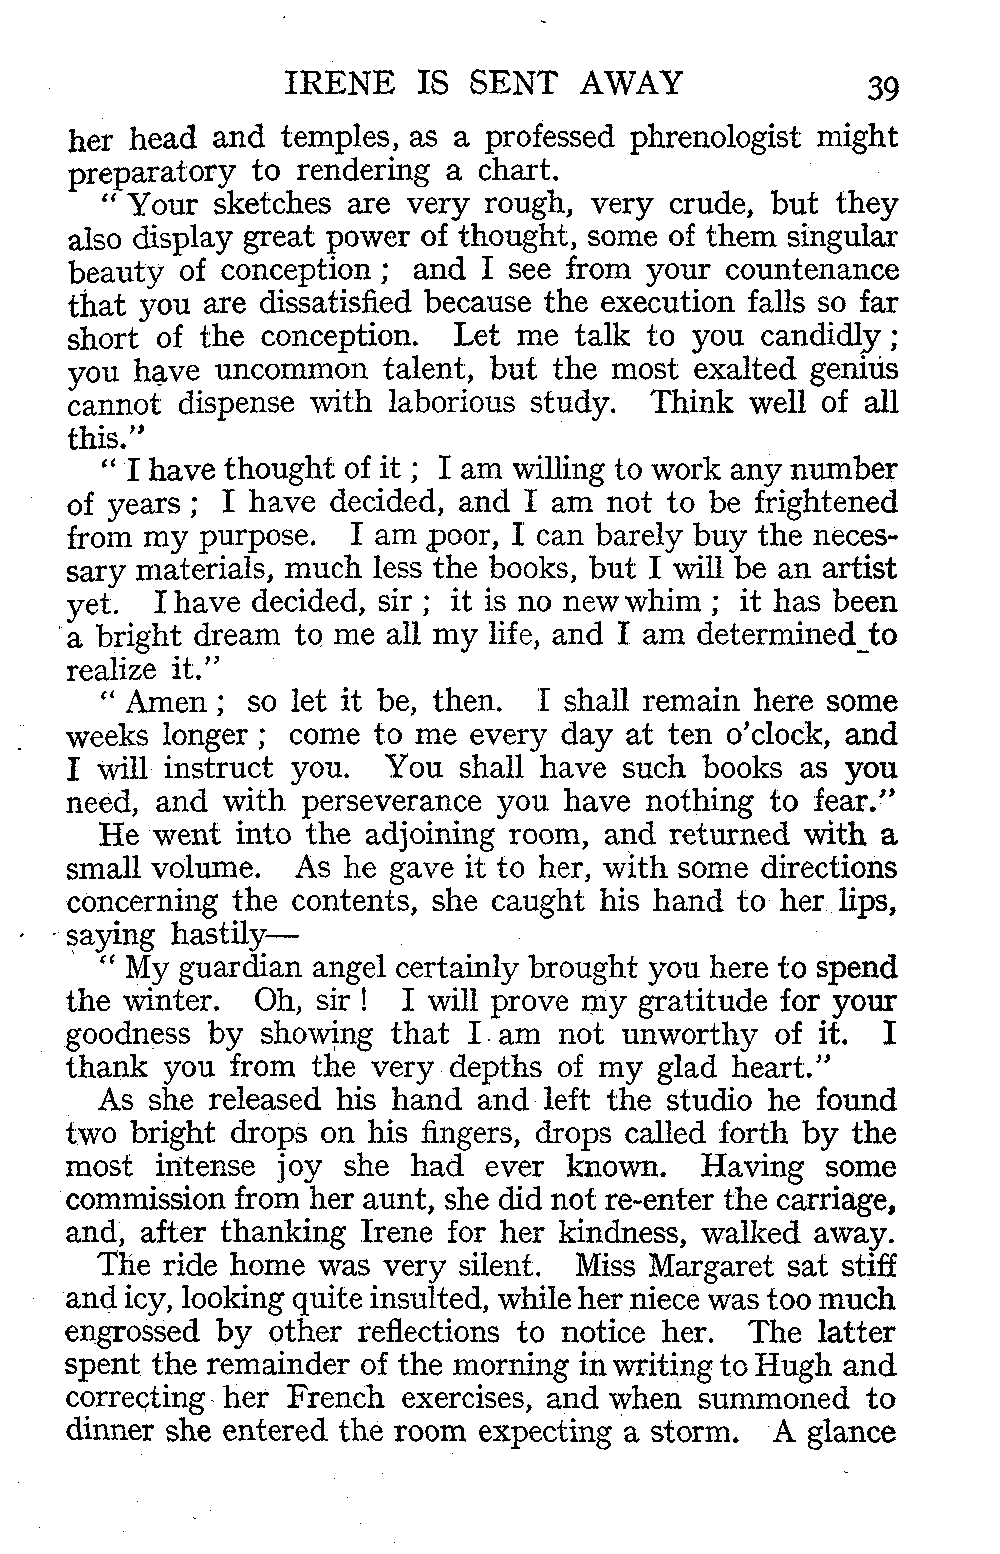 IRENE IS SENT AWAY 39
her head and temples, as a professed phrenologist might
preparatory to rendering a chart.
“ Your sketches are very rough, very crude, but they
also display great power of thought, some of them singular
beauty of conception ; and I see from your countenance
that you are dissatisfied because the execution falls so far
short of the conception. Let me talk to you candidly ;
you have uncommon talent, but the most exalted genius
cannot dispense with laborious study. Think well of all
this.”
“ I have thought of it ; I am willing to work any number
of years ; I have decided, and I am not to be frightened
from my purpose. I am poor, I can barely buy the neces-
sary materials, much less the books, but I will be an artist
yet. I have decided, sir ; it is no new whim ; it has been
a bright dream to me all my life, and I am determined to
realize it.”
“ Amen ; so let it be, then. I shall remain here some
weeks longer ; come to me every day at ten o’clock, and
I will instruct you. You shall have such books as you
need, and with perseverance you have nothing to fear.”
He went into the adjoining room, and returned with a
small volume. As he gave it to her, with some directions
concerning the contents, she caught his hand to her lips,
saying hastily—
“ My guardian angel certainly brought you here to spend
the winter. Oh, sir ! I will prove my gratitude for your
goodness by showing that I am not unworthy of it. I
thank you from the very depths of my glad heart.”
As she released his hand and left the studio he found
two bright drops on his fingers, drops called forth by the
most intense joy she had ever known. Having some
commission from her aunt, she did not re-enter the carriage,
and, after thanking Irene for her kindness, walked away.
The ride home was very silent. Miss Margaret sat stiff
and icy, looking quite insulted, while her niece was too much
engrossed by other reflections to notice her. The latter
spent the remainder of the morning in writing to Hugh and
correcting her French exercises, and when summoned to
dinner she entered the room expecting a storm. A glance